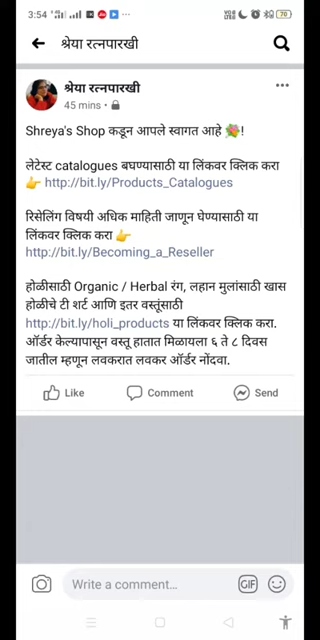 3:54
70
श्रेया रत्नपारखी
श्रेया रत्नपारखी
45 mins ·
Shreya's Shop कडून आपले स्वागत आहे 💐!
लेटेस्ट catalogues बघण्यासाठी या लिंकवर क्लिक करा
👉 http://bit.ly/Products_Catalogues
रिसेलिंग विषयी अधिक माहिती जाणून घेण्यासाठी या
लिंकवर क्लिक करा 👉
http://bit.ly/Becoming_a_Reseller
होळीसाठी Organic / Herbal रंग, लहान मुलांसाठी खास
होळीचे टी शर्ट आणि इतर वस्तूंसाठी
http://bit.ly/holi_products या लिंकवर क्लिक करा.
ऑर्डर केल्यापासून वस्तू हातात मिळायला ६ ते ८ दिवस
जातील म्हणून लवकरात लवकर ऑर्डर नोंदवा.
Like Comment Send
Write a comment... GIF